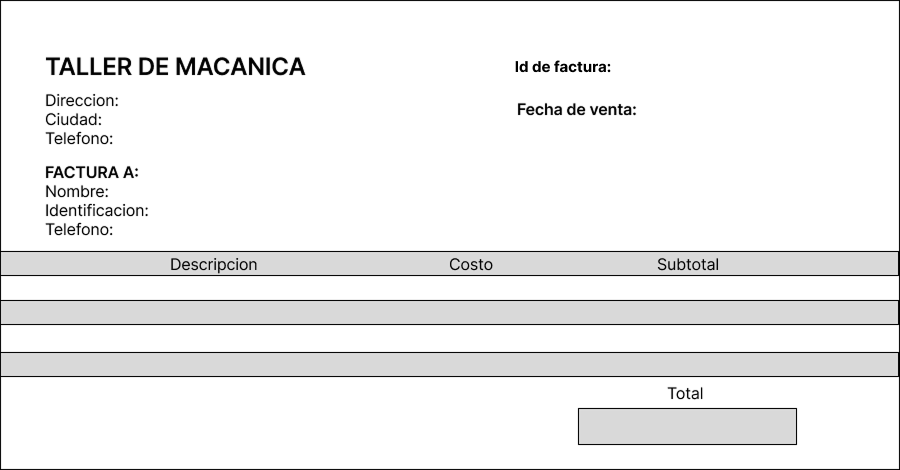 TALLER DE MACANICA
Direccion:
Ciudad:
Telefono:
Id de factura:
Fecha de venta:
FACTURA A:
Nombre:
Identificacion:
Telefono:
Descripcion Costo Subtotal
Total